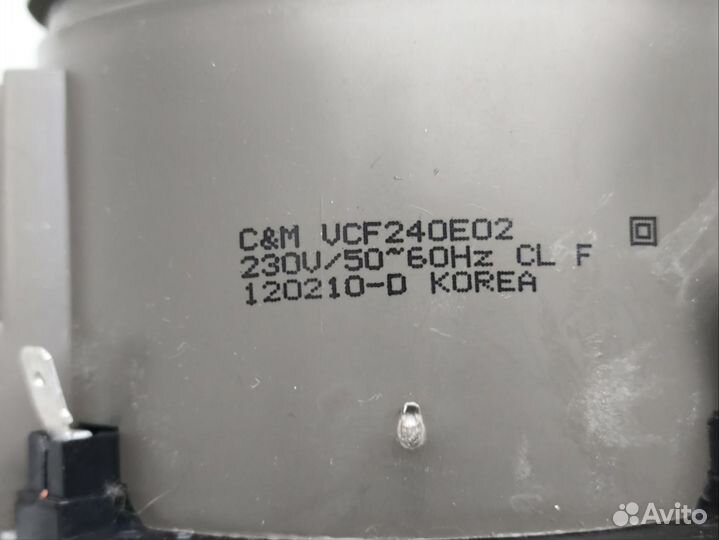 C&M VCF240E02
230V/50~60Hz CL F
120210-D KOREA
Avito